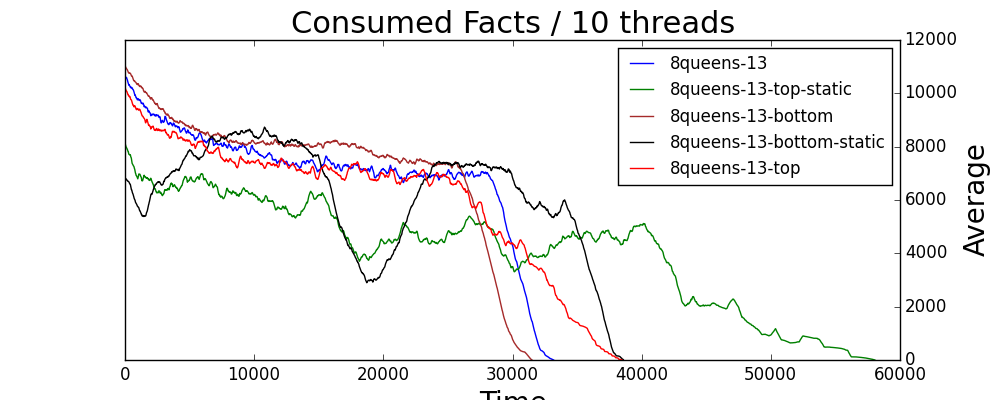 Consumed Facts / 10 threads
12000
10000
8000
6000
4000
2000
0
Average
8queens-13
8queens-13-top-static
8queens-13-bottom
8queens-13-bottom-static
8queens-13-top
0 10000 20000 30000 40000 50000 60000
Time